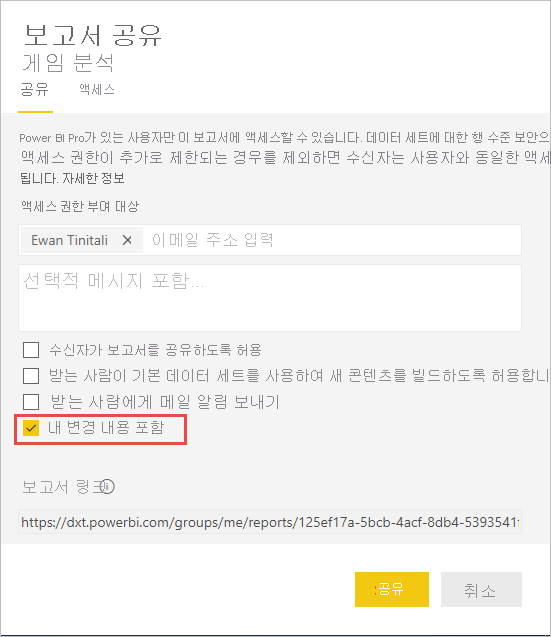 보고서 공유
게임 분석
공유 액세스
Power BI Pro가 있는 사용자만 이 보고서에 액세스할 수 있습니다. 데이터 세트에 대한 행 수준 보안으
액세스 권한이 추가로 제한되는 경우를 제외하면 수신자는 사용자와 동일한 액세
됩니다. 자세한 정보
액세스 권한 부여 대상
Ewan Tinitali 이메일 주소 입력
선택적 메시지 포함...
수신자가 보고서를 공유하도록 허용
받는 사람이 기본 데이터 세트를 사용하여 새 콘텐츠를 빌드하도록 허용합니
받는 사람에게 메일 알림 보내기
내 변경 내용 포함
보고서 링크
https://dxt.powerbi.com/groups/me/reports/125ef17a-5bcb-4acf-8db4-5393541f
공유 취소